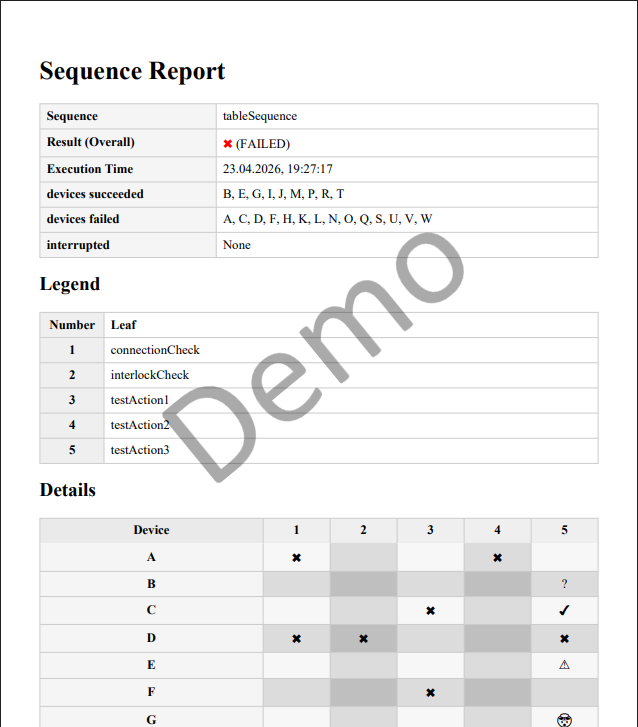 Sequence Report
Sequence tableSequence
Result (Overall) ✖ (FAILED)
Execution Time 23.04.2026, 19:27:17
devices succeeded B, E, G, I, J, M, P, R, T
devices failed A, C, D, F, H, K, L, N, O, Q, S, U, V, W
interrupted None
Legend
Number Leaf
1 connectionCheck
2 interlockCheck
3 testAction1
4 testAction2
5 testAction3
Demo
Details
Device 1 2 3 4 5
A ✖ ✖
B ?
C ✖ ✔
D ✖ ✖ ✖
E ⚠
F ✖
G